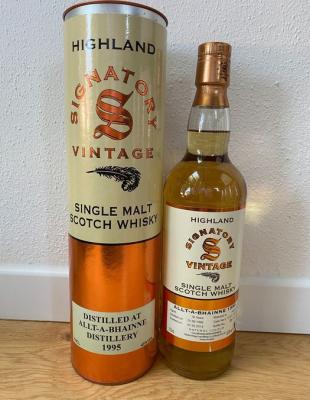 HIGHLAND
SIGNATORY
S
VINTAGE
SINGLE MALT
SCOTCH WHISKY
DISTILLED AT
ALLT-A-BHAINNE
DISTILLERY
1995
HIGHLAND
SIGNATORY
S
VINTAGE
SINGLE MALT
SCOTCH WHISKY
ALLT-A-BHAINNE